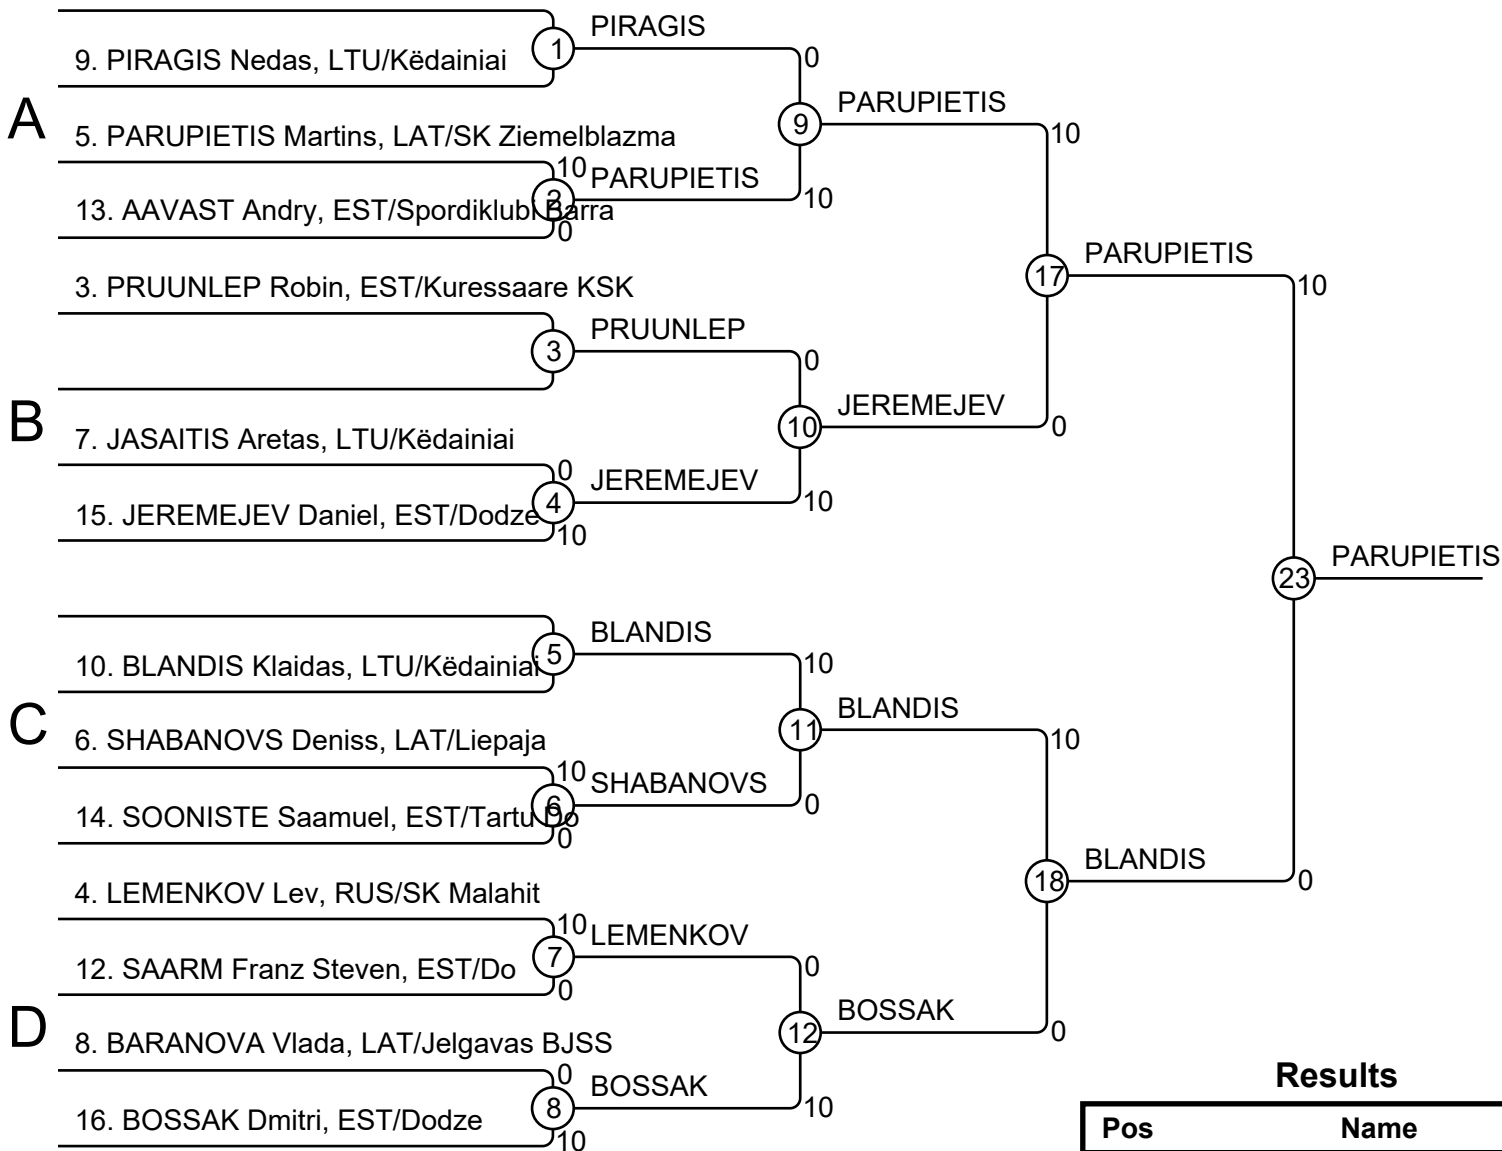 PIRAGIS
9. PIRAGIS Nedas, LTU/Këdainiai
1
0
A
PARUPIETIS
9
10
5. PARUPIETIS Martins, LAT/SK Ziemelblazma
10
PARUPIETIS
2
10
13. AAVAST Andry, EST/Spordiklubi Barra
0
PARUPIETIS
17
10
3. PRUUNLEP Robin, EST/Kuressaare KSK
PRUUNLEP
3
0
B
JEREMEJEV
10
0
7. JASAITIS Aretas, LTU/Këdainiai
0
JEREMEJEV
4
10
15. JEREMEJEV Daniel, EST/Dodze
10
PARUPIETIS
23
BLANDIS
10. BLANDIS Klaidas, LTU/Këdainiai
5
10
C
BLANDIS
11
10
6. SHABANOVS Deniss, LAT/Liepaja
10
SHABANOVS
6
0
14. SOONISTE Saamuel, EST/Tartu Do
0
BLANDIS
18
0
4. LEMENKOV Lev, RUS/SK Malahit
10
LEMENKOV
7
0
12. SAARM Franz Steven, EST/Do
0
D
BOSSAK
12
0
8. BARANOVA Vlada, LAT/Jelgavas BJSS
0
BOSSAK
8
10
16. BOSSAK Dmitri, EST/Dodze
10
Results
Pos Name